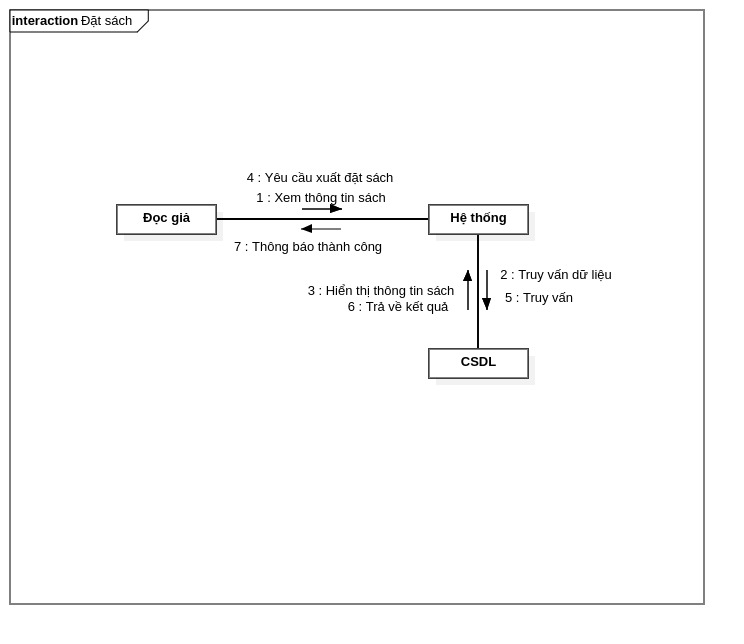 interaction Đặt sách
4 : Yêu cầu xuất đặt sách
1 : Xem thông tin sách
Đọc giả
Hệ thống
7 : Thông báo thành công
2 : Truy vấn dữ liệu
3 : Hiển thị thông tin sách
5 : Truy vấn
6 : Trả về kết quả
CSDL